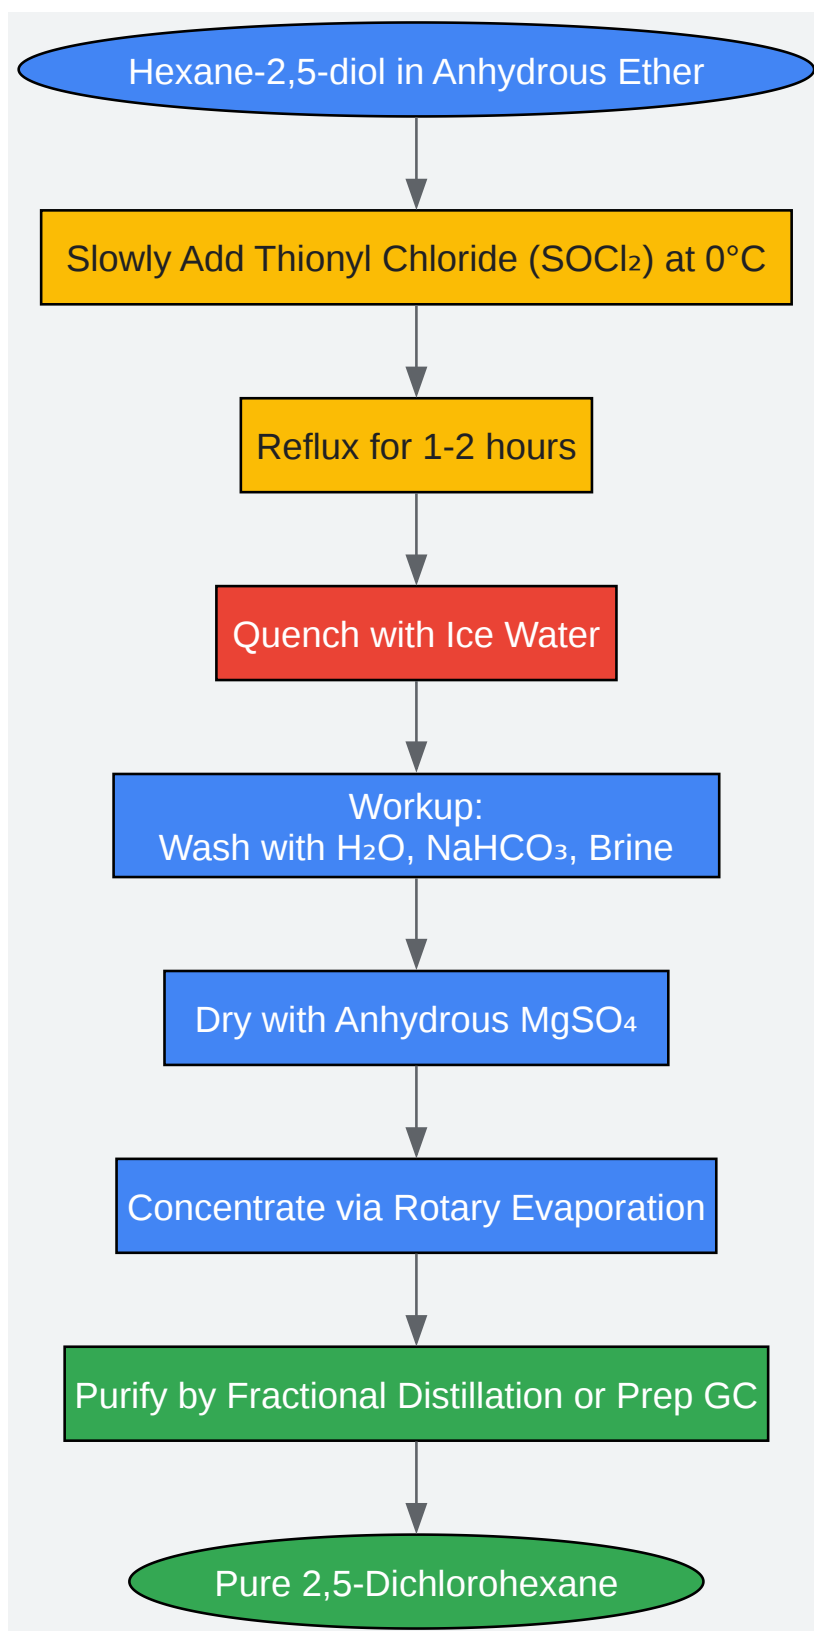 Hexane-2,5-diol in Anhydrous Ether
Slowly Add Thionyl Chloride (SOCl₂) at 0°C
Reflux for 1-2 hours
Quench with Ice Water
Workup:
Wash with H₂O, NaHCO₃, Brine
Dry with Anhydrous MgSO₄
Concentrate via Rotary Evaporation
Purify by Fractional Distillation or Prep GC
Pure 2,5-Dichlorohexane